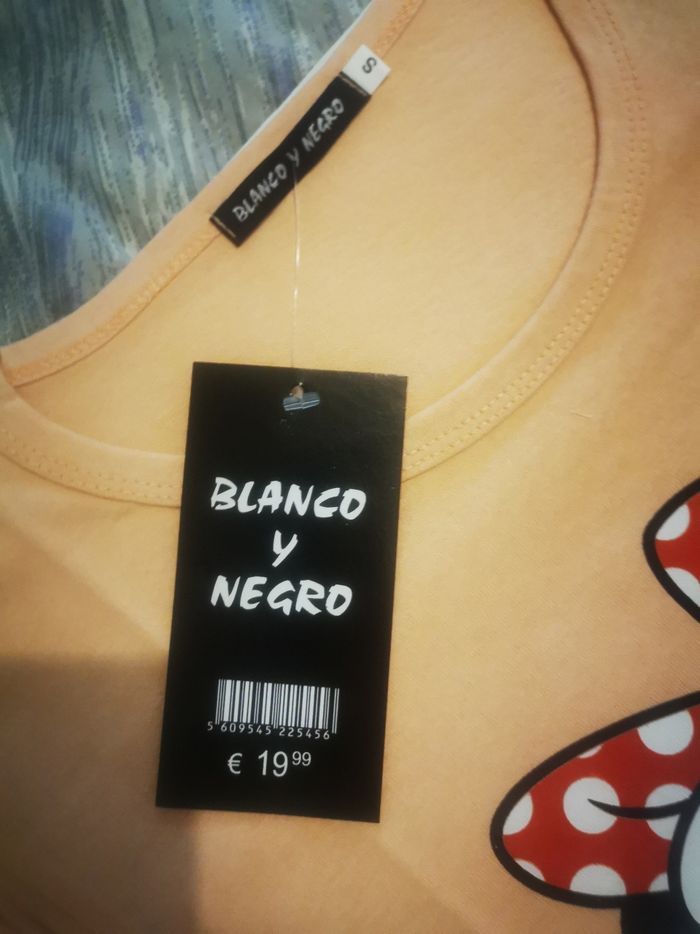 S
BLANCO Y NEGRO
BLANCO
Y
NEGRO
5 609545 225456
€ 19 99